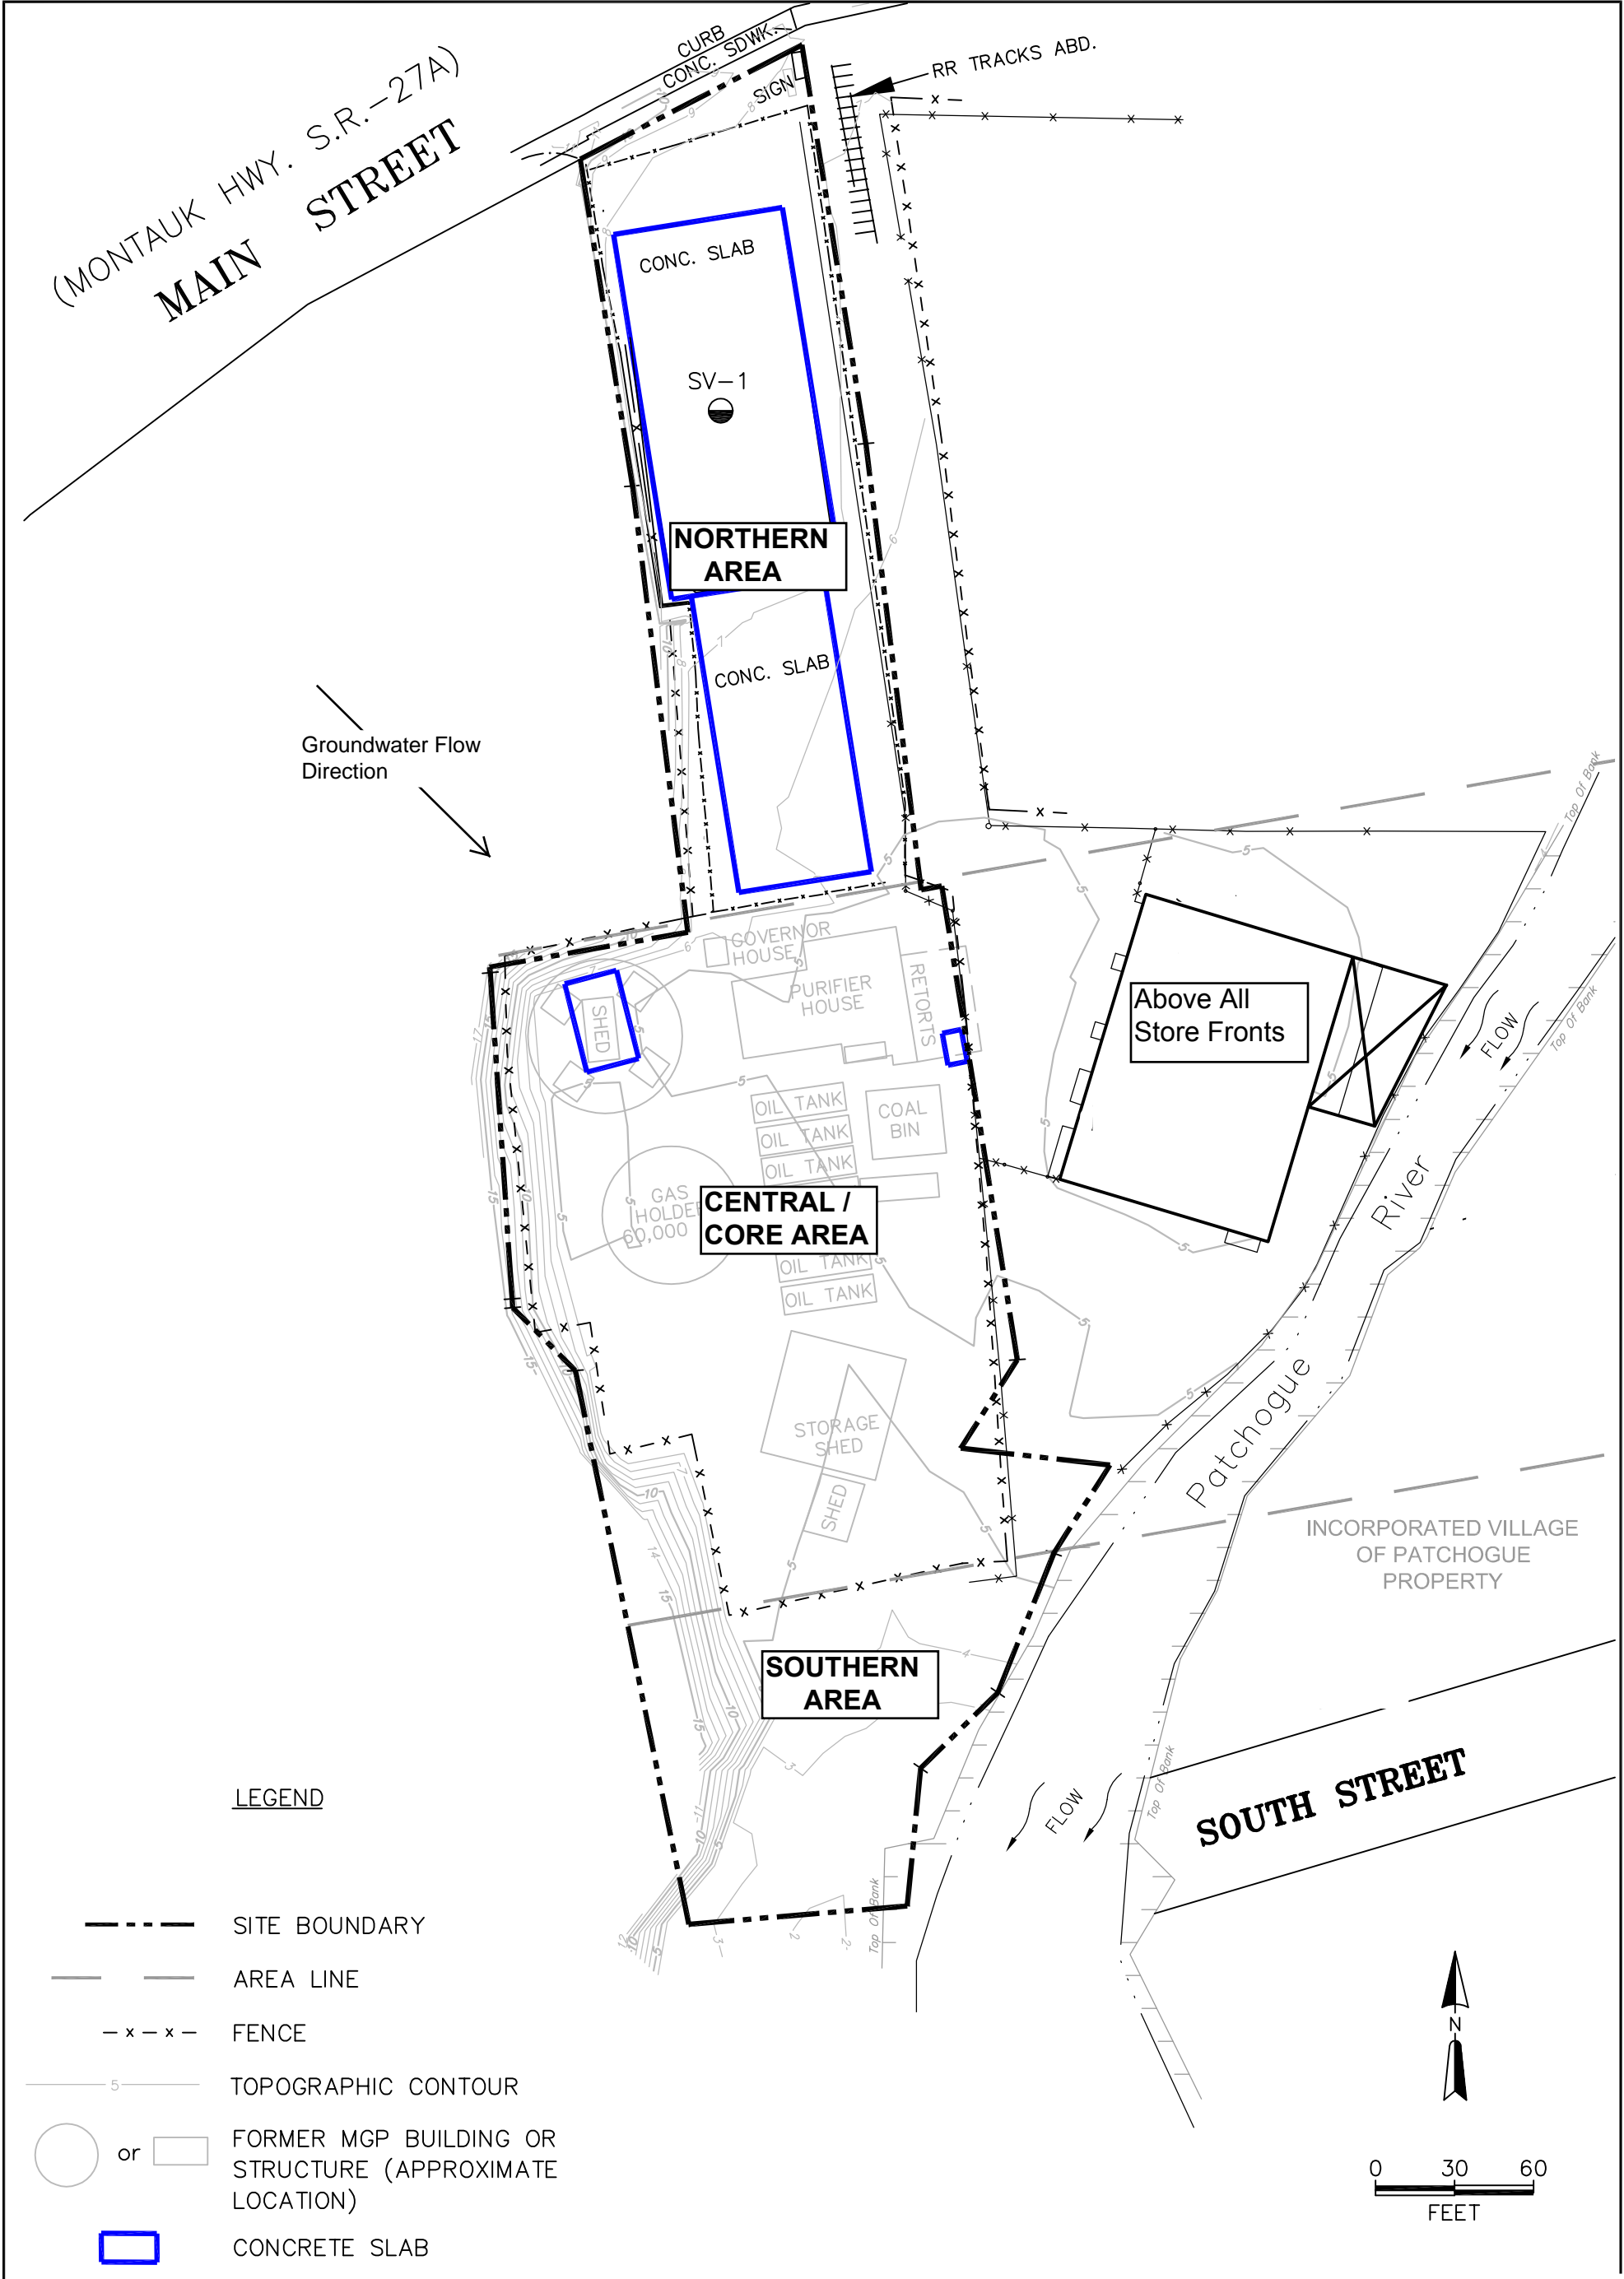 CURB
CONC. SDWK.
(MONTAUK HWY. S.R.-27A)
MAIN STREET
SIGN
RR TRACKS ABD.
CONC. SLAB
SV-1
NORTHERN
AREA
CONC. SLAB
Groundwater Flow
Direction
GOVERNOR
HOUSE
PURIFIER
HOUSE
RETORTS
SHED
Above All
Store Fronts
Top Of Bank
FLOW
Top Of Bank
OIL TANK
OIL TANK
OIL TANK
COAL
BIN
GAS
HOLDER
60,000
CENTRAL /
CORE AREA
OIL TANK
OIL TANK
Patchogue River
STORAGE
SHED
SHED
INCORPORATED VILLAGE
OF PATCHOGUE
PROPERTY
SOUTHERN
AREA
SOUTH STREET
FLOW
Top Of Bank
Top Of Bank
LEGEND
SITE BOUNDARY
AREA LINE
FENCE
5
TOPOGRAPHIC CONTOUR
or
FORMER MGP BUILDING OR
STRUCTURE (APPROXIMATE
LOCATION)
CONCRETE SLAB
N
0 30 60
FEET